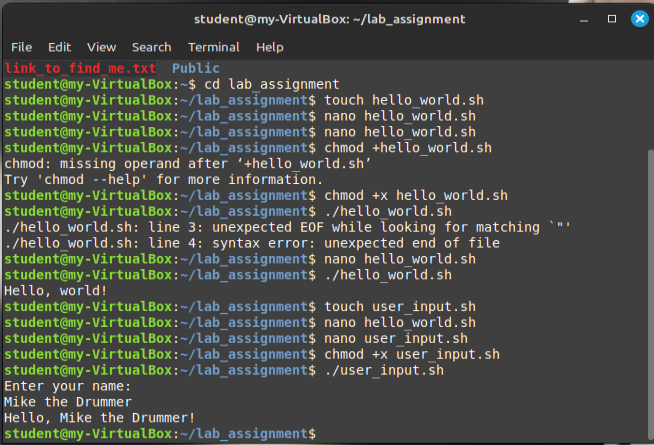 student@my-VirtualBox: ~/lab_assignment
File Edit View Search Terminal Help
link_to_find_me.txt Public
student@my-VirtualBox:~$ cd lab_assignment
student@my-VirtualBox:~/lab_assignment$ touch hello_world.sh
student@my-VirtualBox:~/lab_assignment$ nano hello_world.sh
student@my-VirtualBox:~/lab_assignment$ nano hello_world.sh
student@my-VirtualBox:~/lab_assignment$ chmod +hello_world.sh
chmod: missing operand after ‘+hello_world.sh’
Try 'chmod --help' for more information.
student@my-VirtualBox:~/lab_assignment$ chmod +x hello_world.sh
student@my-VirtualBox:~/lab_assignment$ ./hello_world.sh
./hello_world.sh: line 3: unexpected EOF while looking for matching `"'
./hello_world.sh: line 4: syntax error: unexpected end of file
student@my-VirtualBox:~/lab_assignment$ nano hello_world.sh
student@my-VirtualBox:~/lab_assignment$ ./hello_world.sh
Hello, world!
student@my-VirtualBox:~/lab_assignment$ touch user_input.sh
student@my-VirtualBox:~/lab_assignment$ nano hello_world.sh
student@my-VirtualBox:~/lab_assignment$ nano user_input.sh
student@my-VirtualBox:~/lab_assignment$ chmod +x user_input.sh
student@my-VirtualBox:~/lab_assignment$ ./user_input.sh
Enter your name:
Mike the Drummer
Hello, Mike the Drummer!
student@my-VirtualBox:~/lab_assignment$